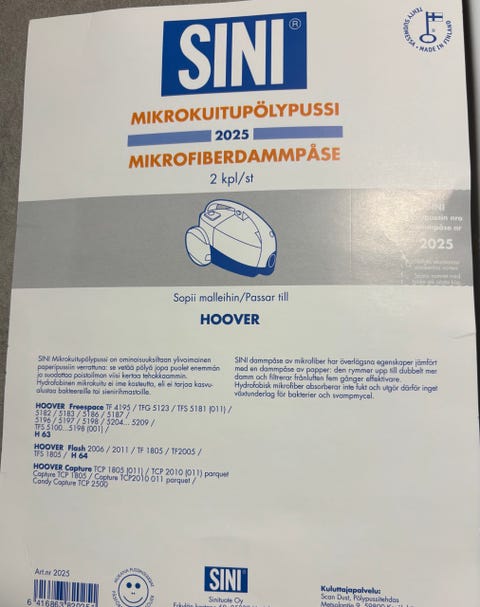 SINI®
TEHTY SUOMESSA • MADE IN FINLAND
MIKROKUITUPÖLYPUSSI
2025
MIKROFIBERDAMMPÅSE
2 kpl/st
SINI
nro
nr
2025
Sopii malleihin/Passar till
HOOVER
SINI Mikrokuitupölypussi on ominaisuuksiltaan ylivoimainen
paperipussiin verrattuna: se vetää pölyä jopa puolet enemmän
ja suodattaa poistoilman viisi kertaa tehokkaammin.
Hydrofobinen mikrokuitu ei ime kosteutta, eli ei tarjoa kasvu-
alustaa bakteereille tai sienirihmastoille.
SINI dammpåse av mikrofiber har överlägsna egenskaper jämfört
med en dammpåse av papper: den rymmer upp till dubbelt mer
damm och filtrerar frånluften fem gånger effektivare.
Hydrofobisk mikrofiber absorberar inte fukt och utgör därför inget
växtunderlag för bakterier och svampmycel.
HOOVER Freespace TF 4195 / TFG 5123 / TFS 5181 (011) /
5182 / 5183 / 5186 / 5187 /
5196 / 5197 / 5198 / 5204... 5209 /
TFS 5100...5198 (001) /
H 63
HOOVER Flash 2006 / 2011 / TF 1805 / TF2005 /
TFS 1805 / H 64
HOOVER Capture TCP 1805 (011) / TCP 2010 (011) parquet
Capture TCP 1805 / Capture TCP2010 011 parquet /
Candy Capture TCP 2500
Art.nr 2025
SINI®
Sinituote Oy
Kuluttajapalvelu:
Scan Dust, Pölypussitehdas